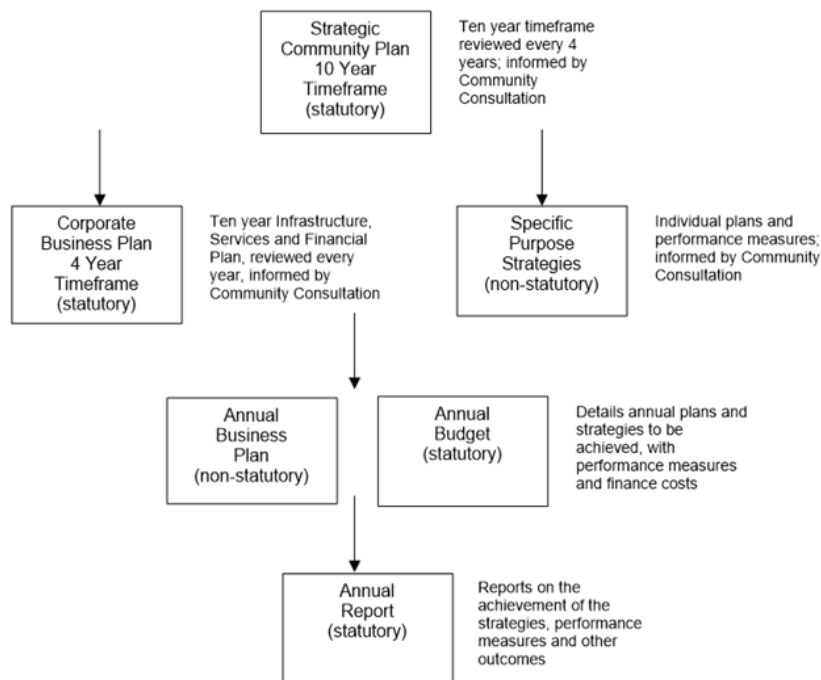 Strategic
Community Plan
10 Year
Timeframe
(statutory)
Ten year timeframe
reviewed every 4
years; informed by
Community
Consultation
Corporate
Business Plan
4 Year
Timeframe
(statutory)
Ten year Infrastructure,
Services and Financial
Plan, reviewed every
year, informed by
Community Consultation
Specific
Purpose
Strategies
(non-statutory)
Individual plans and
performance measures;
informed by Community
Consultation
Annual
Business
Plan
(non-statutory)
Annual
Budget
(statutory)
Details annual plans and
strategies to be
achieved, with
performance measures
and finance costs
Annual
Report
(statutory)
Reports on the
achievement of the
strategies, performance
measures and other
outcomes